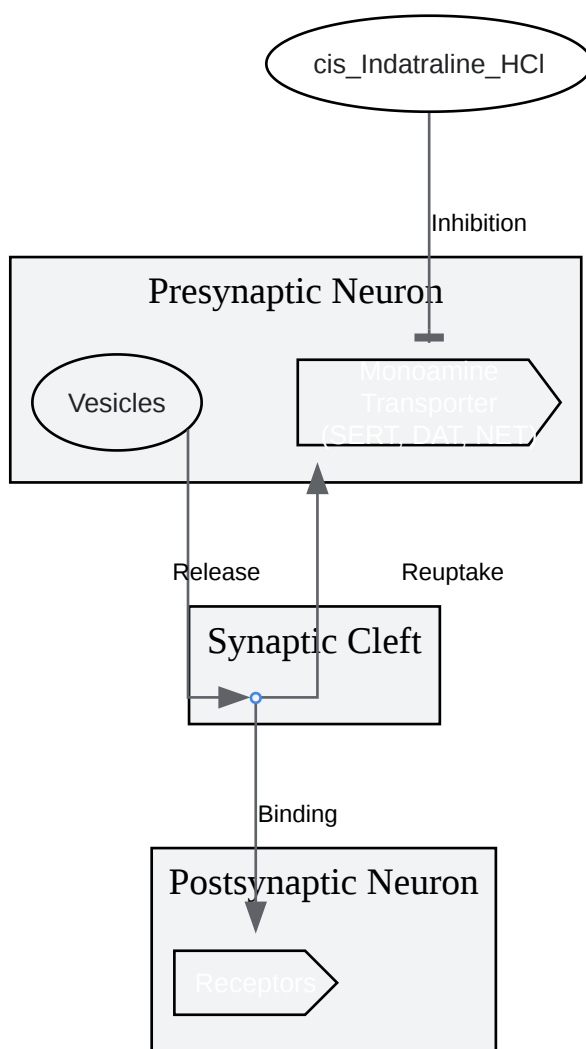 cis_Indatraline_HCl
Inhibition
Presynaptic Neuron
Vesicles
Monoamine
Transporter
(SERT, DAT, NET)
Release
Reuptake
Synaptic Cleft
Binding
Postsynaptic Neuron
Receptors